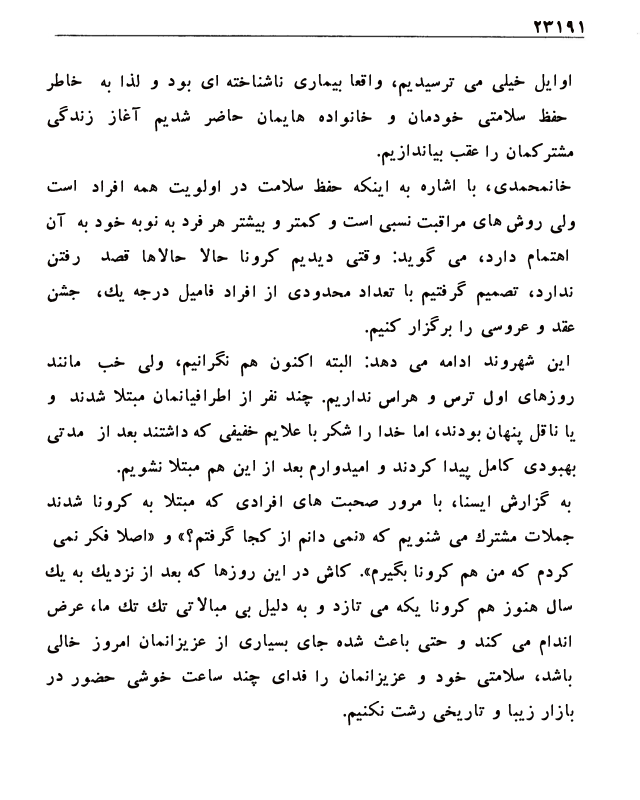 ۲۳۱۹۱
اوایل خیلی می ترسیدیم، واقعا بیماری ناشناخته ای بود و لذا به خاطر
حفظ سلامتی خودمان و خانواده هایمان حاضر شدیم آغاز زندگی
مشترکمان را عقب بیاندازیم.
خانمحمدی، با اشاره به اینکه حفظ سلامت در اولویت همه افراد است
ولی روش های مراقبت نسبی است و کمتر و بیشتر هر فرد به نوبه خود به آن
اهتمام دارد، می گوید: وقتی دیدیم کرونا حالا حالاها قصد رفتن
ندارد، تصمیم گرفتیم با تعداد محدودی از افراد فامیل درجه یك، جشن
عقد و عروسی را برگزار کنیم.
این شهروند ادامه می دهد: البته اکنون هم نگرانیم، ولی خب مانند
روزهای اول ترس و هراس نداریم. چند نفر از اطرافیانمان مبتلا شدند و
یا ناقل پنهان بودند، اما خدا را شکر با علایم خفیفی که داشتند بعد از مدتی
بهبودی کامل پیدا کردند و امیدوارم بعد از این هم مبتلا نشویم.
به گزارش ایسنا، با مرور صحبت های افرادی که مبتلا به کرونا شدند
جملات مشترك می شنویم که «نمی دانم از کجا گرفتم؟» و «اصلا فکر نمی
کردم که من هم کرونا بگیرم». کاش در این روزها که بعد از نزدیك به یك
سال هنوز هم کرونا یکه می تازد و به دلیل بی مبالاتی تك تك ما، عرض
اندام می کند و حتی باعث شده جای بسیاری از عزیزانمان امروز خالی
باشد، سلامتی خود و عزیزانمان را فدای چند ساعت خوشی حضور در
بازار زیبا و تاریخی رشت نکنیم.